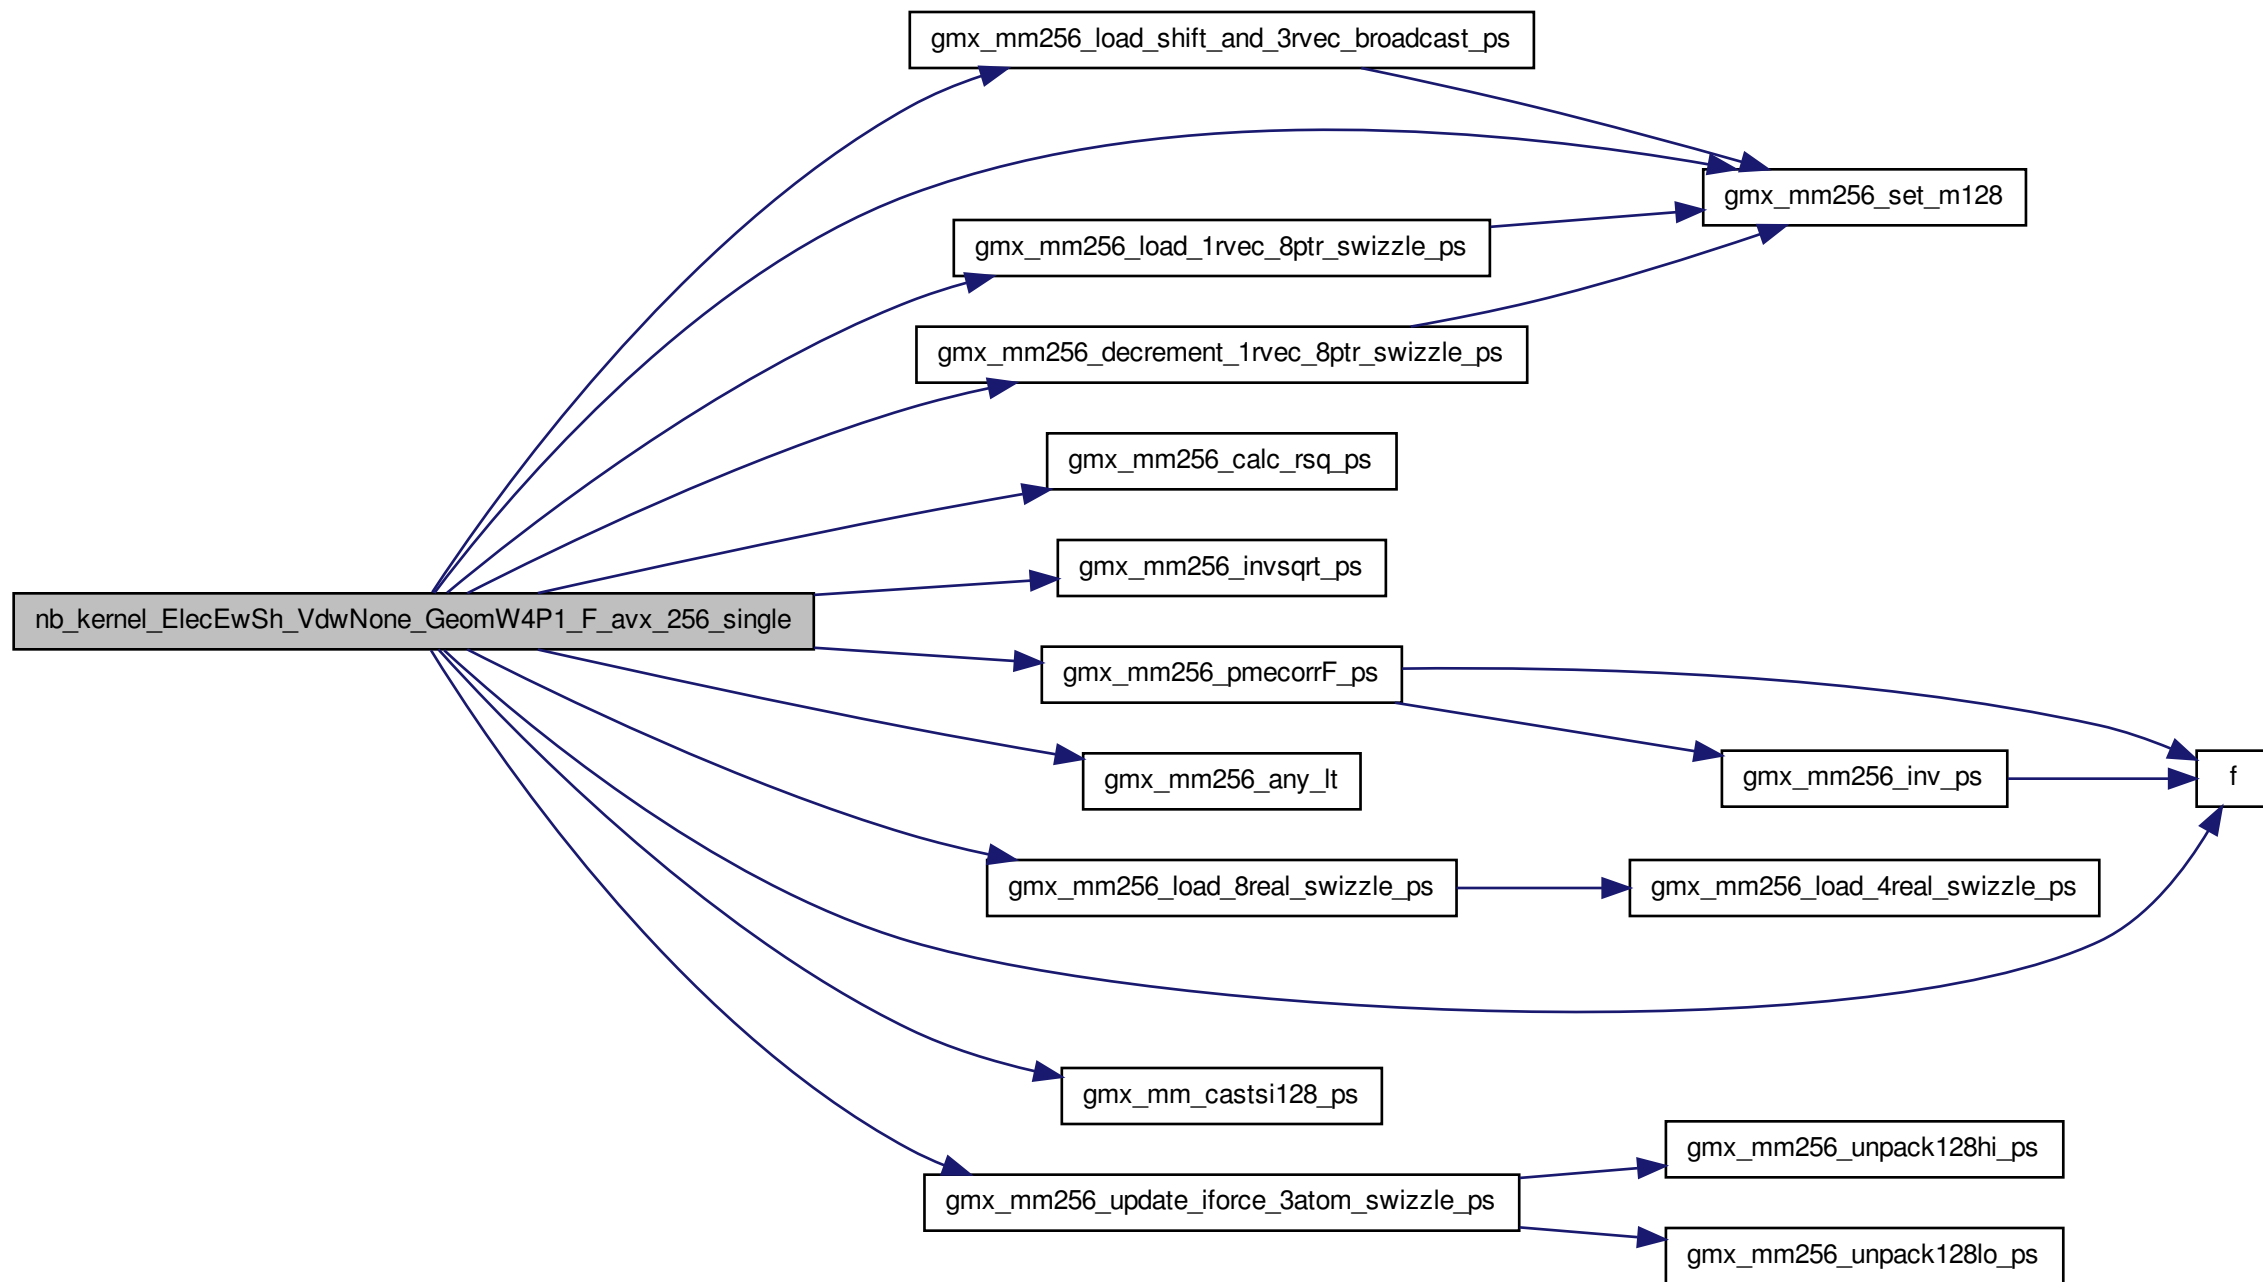 gmx_mm256_load_shift_and_3rvec_broadcast_ps
gmx_mm256_set_m128
gmx_mm256_load_1rvec_8ptr_swizzle_ps
gmx_mm256_decrement_1rvec_8ptr_swizzle_ps
gmx_mm256_calc_rsq_ps
gmx_mm256_invsqrt_ps
nb_kernel_ElecEwSh_VdwNone_GeomW4P1_F_avx_256_single
gmx_mm256_pmecorrF_ps
gmx_mm256_any_lt
gmx_mm256_inv_ps
f
gmx_mm256_load_8real_swizzle_ps
gmx_mm256_load_4real_swizzle_ps
gmx_mm_castsi128_ps
gmx_mm256_unpack128hi_ps
gmx_mm256_update_iforce_3atom_swizzle_ps
gmx_mm256_unpack128lo_ps